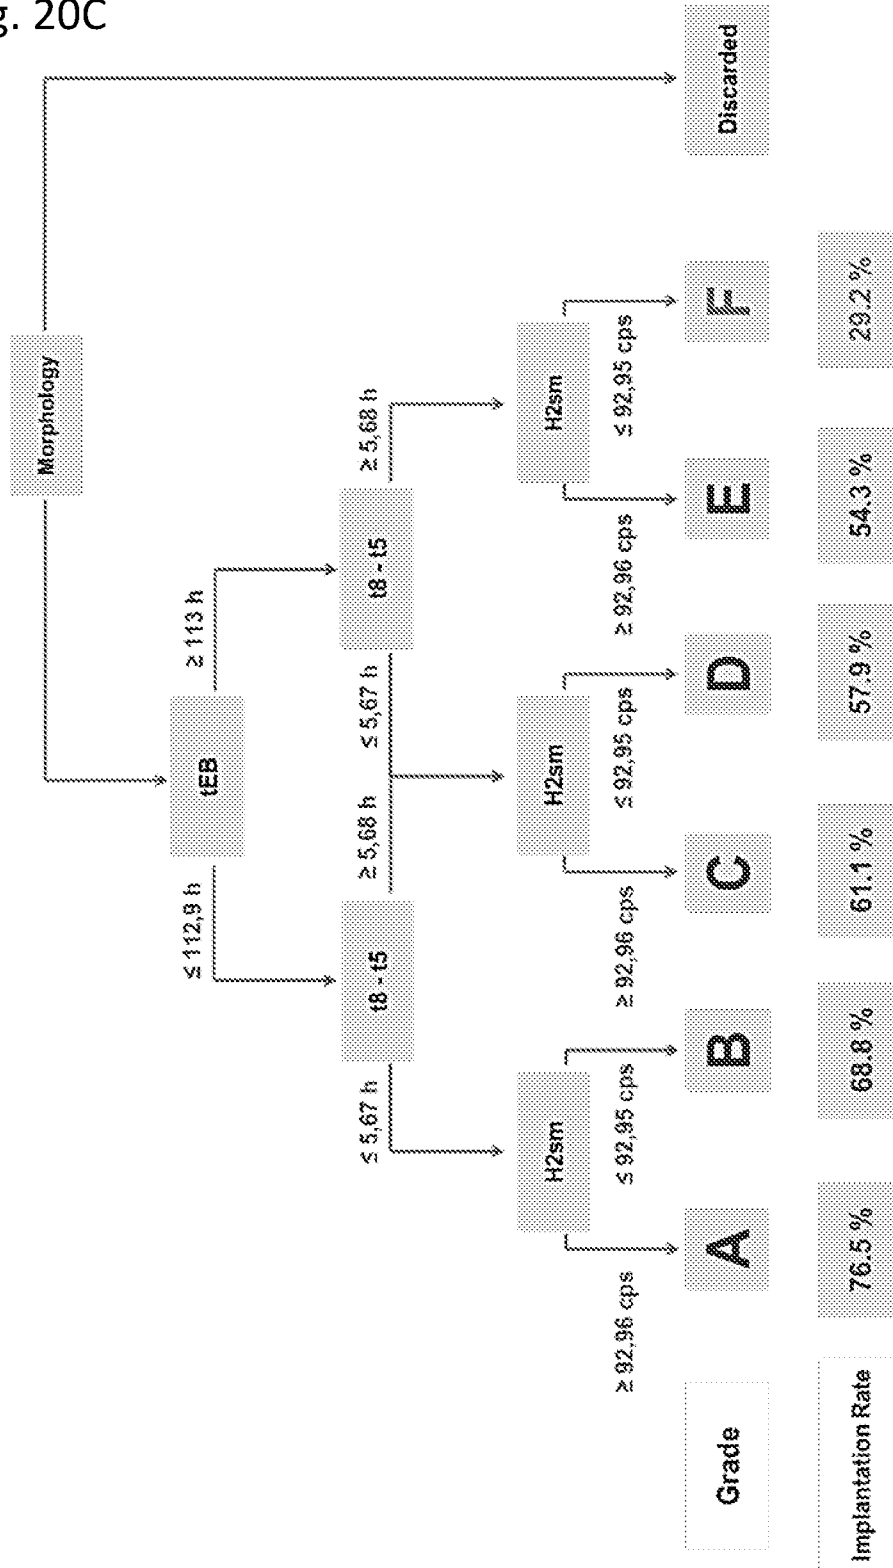 g. 20C
Morphology
tEB
≤ 112,9 h
≥ 113 h
t8 - t5
t8 - t5
≤ 5,67 h
≥ 5,68 h
≤ 5,67 h
≥ 5,68 h
H2sm
H2sm
H2sm
≥ 92,96 cps
≤ 92,95 cps
≥ 92,96 cps
≤ 92,95 cps
≥ 92,96 cps
≤ 92,95 cps
Grade
A
B
C
D
E
F
Discarded
Implantation Rate
76.5 %
68.8 %
61.1 %
57.9 %
54.3 %
29.2 %